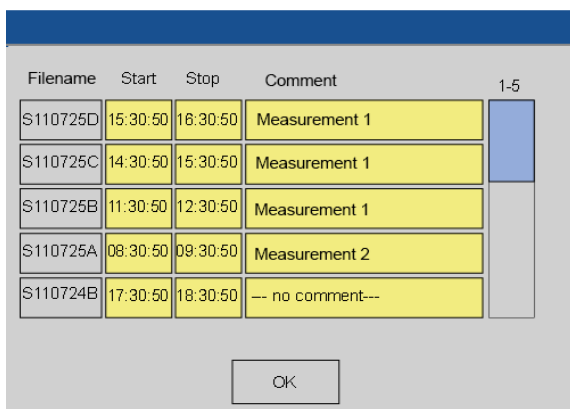 Filename Start Stop Comment 1-5
S110725D 15:30:50 16:30:50 Measurement 1
S110725C 14:30:50 15:30:50 Measurement 1
S110725B 11:30:50 12:30:50 Measurement 1
S110725A 08:30:50 09:30:50 Measurement 2
S110724B 17:30:50 18:30:50 --- no comment---
OK